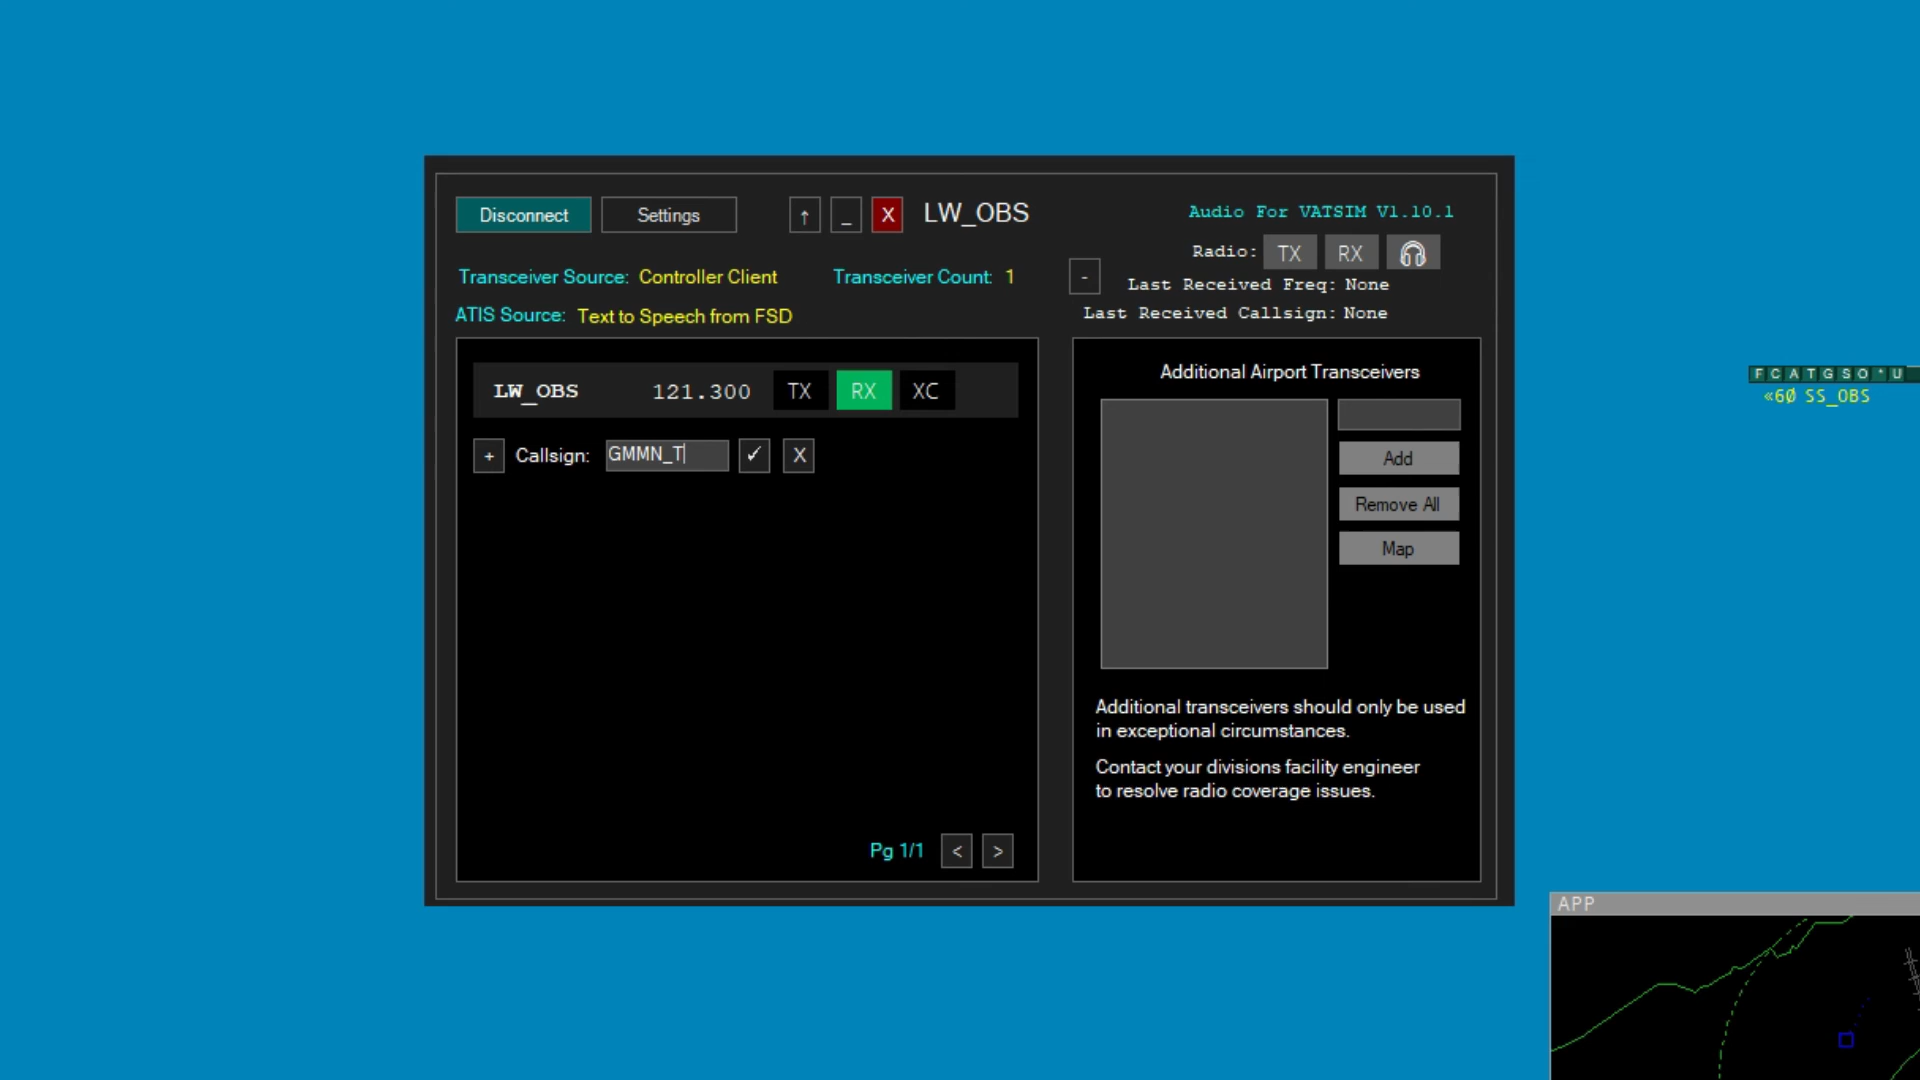 Disconnect Settings ↑ _ X LW_OBS
Audio For VATSIM V1.10.1
Radio: TX RX
Transceiver Source: Controller Client Transceiver Count: 1 -
Last Received Freq: None
ATIS Source: Text to Speech from FSD
Last Received Callsign: None
LW_OBS 121.300 TX RX XC
+ Callsign: GMMN_T ✓ X
Pg 1/1 < >
Additional Airport Transceivers
Add
Remove All
Map
Additional transceivers should only be used
in exceptional circumstances.
Contact your divisions facility engineer
to resolve radio coverage issues.
F C A T G S O * U
«60 SS_OBS
APP